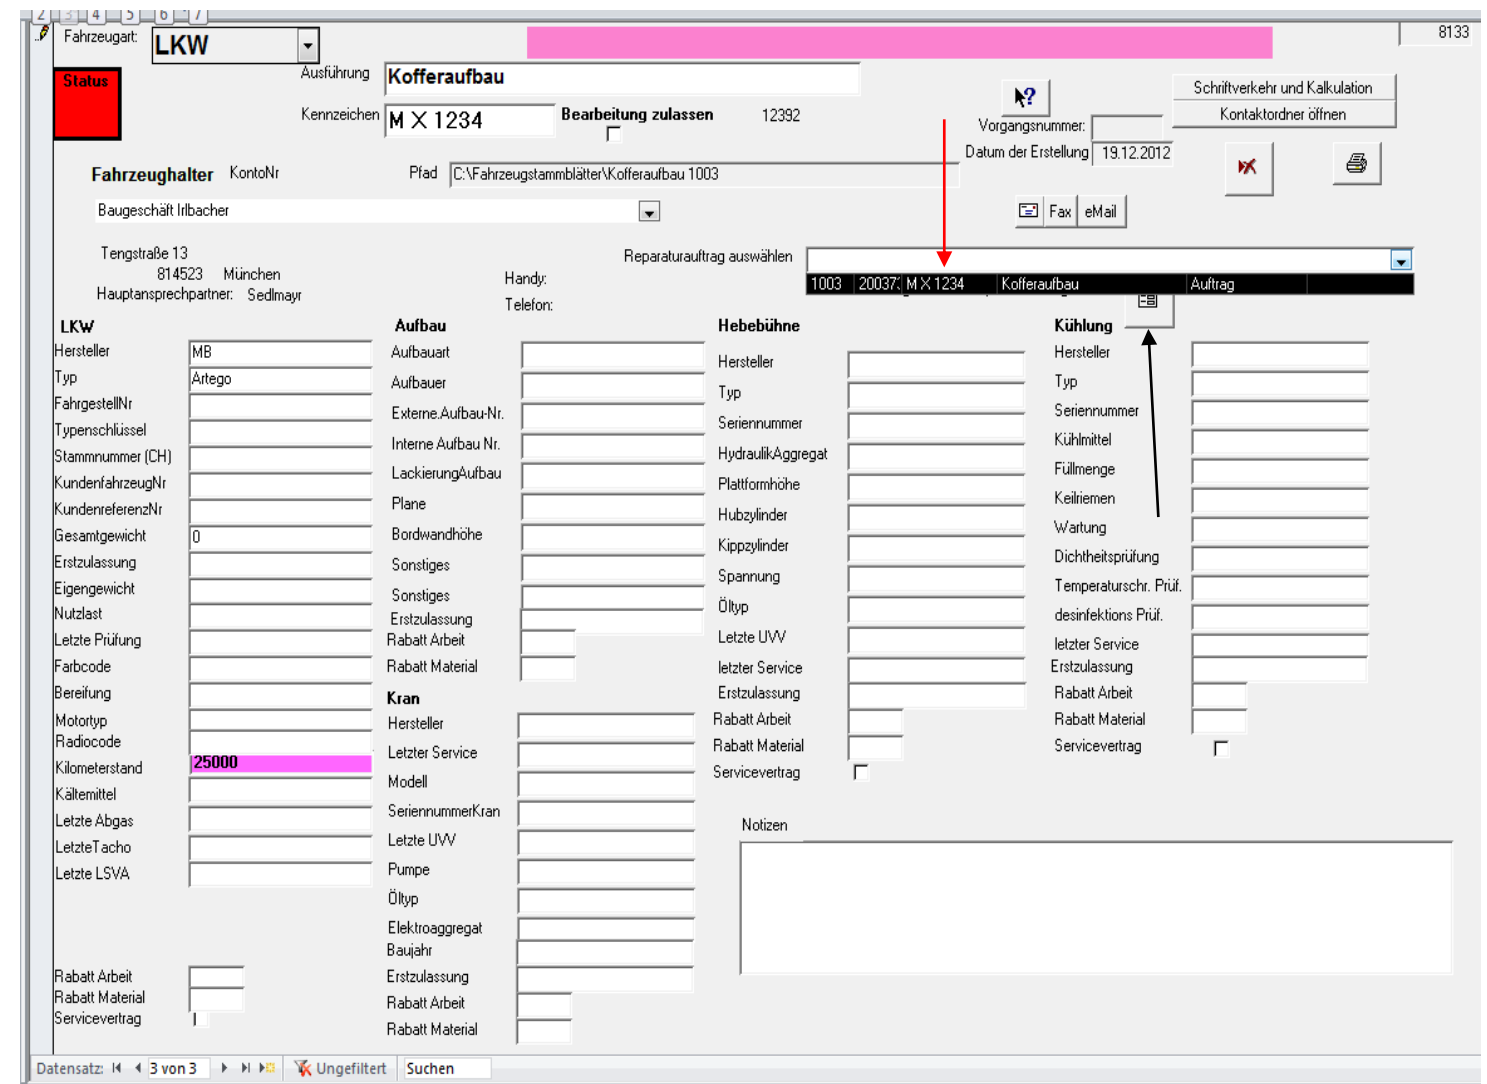 2 3 4 5 6 7
Fahrzeugart: LKW 8133
Status
Ausführung Kofferaufbau
Kennzeichen M X 1234 Bearbeitung zulassen 12392
Schriftverkehr und Kalkulation
Kontaktordner öffnen
Vorgangsnummer:
Datum der Erstellung 19.12.2012
Fahrzeughalter KontoNr Pfad C:\Fahrzeugstammblätter\Kofferaufbau 1003
Baugeschäft Irlbacher
Fax eMail
Tengstraße 13
814523 München
Hauptansprechpartner: Sedlmayr
Handy:
Telefon:
Reparaturauftrag auswählen
1003 20037 M X 1234 Kofferaufbau Auftrag
LKW
Hersteller MB
Typ Artego
FahrgestellNr
Typenschlüssel
Stammnummer (CH)
KundenfahrzeugNr
KundenreferenzNr
Gesamtgewicht 0
Erstzulassung
Eigengewicht
Nutzlast
Letzte Prüfung
Farbcode
Bereifung
Motortyp
Radiocode
Kilometerstand 25000
Kältemittel
Letzte Abgas
LetzteTacho
Letzte LSVA
Rabatt Arbeit
Rabatt Material
Servicevertrag
Aufbau
Aufbauart
Aufbauer
Externe.Aufbau-Nr.
Interne Aufbau Nr.
LackierungAufbau
Plane
Bordwandhöhe
Sonstiges
Sonstiges
Erstzulassung
Rabatt Arbeit
Rabatt Material
Kran
Hersteller
Letzter Service
Modell
SeriennummerKran
Letzte UVV
Pumpe
Öltyp
Elektroaggregat
Baujahr
Erstzulassung
Rabatt Arbeit
Rabatt Material
Hebebühne
Hersteller
Typ
Seriennummer
HydraulikAggregat
Plattformhöhe
Hubzylinder
Kippzylinder
Spannung
Öltyp
Letzte UVV
letzter Service
Erstzulassung
Rabatt Arbeit
Rabatt Material
Servicevertrag
Kühlung
Hersteller
Typ
Seriennummer
Kühlmittel
Füllmenge
Keilriemen
Wartung
Dichtheitsprüfung
Temperaturschr. Prüf.
desinfektions Prüf.
letzter Service
Erstzulassung
Rabatt Arbeit
Rabatt Material
Servicevertrag
Notizen
Datensatz: 3 von 3 Ungefiltert Suchen